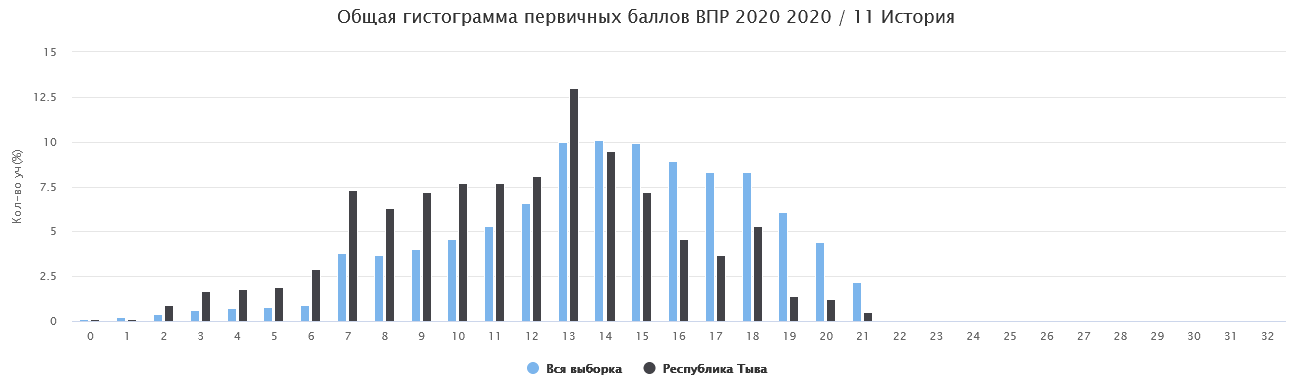 Общая гистограмма первичных баллов ВПР 2020 2020 / 11 История
Кол-во уч(%)
15
12.5
10
7.5
5
2.5
0
0 1 2 3 4 5 6 7 8 9 10 11 12 13 14 15 16 17 18 19 20 21 22 23 24 25 26 27 28 29 30 31 32
Вся выборка Республика Тыва